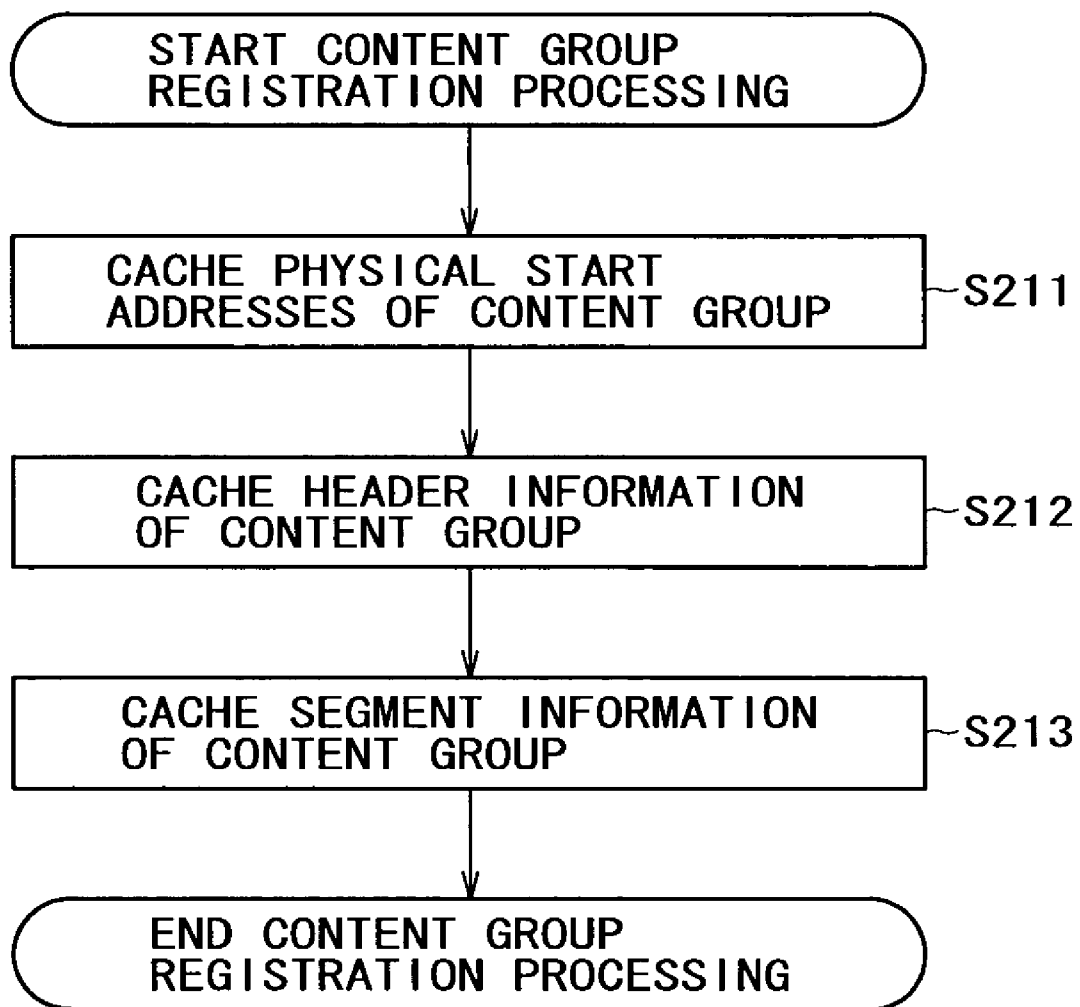 START CONTENT GROUP
REGISTRATION PROCESSING
CACHE PHYSICAL START
ADDRESSES OF CONTENT GROUP
S211
CACHE HEADER INFORMATION
OF CONTENT GROUP
S212
CACHE SEGMENT INFORMATION
OF CONTENT GROUP
S213
END CONTENT GROUP
REGISTRATION PROCESSING